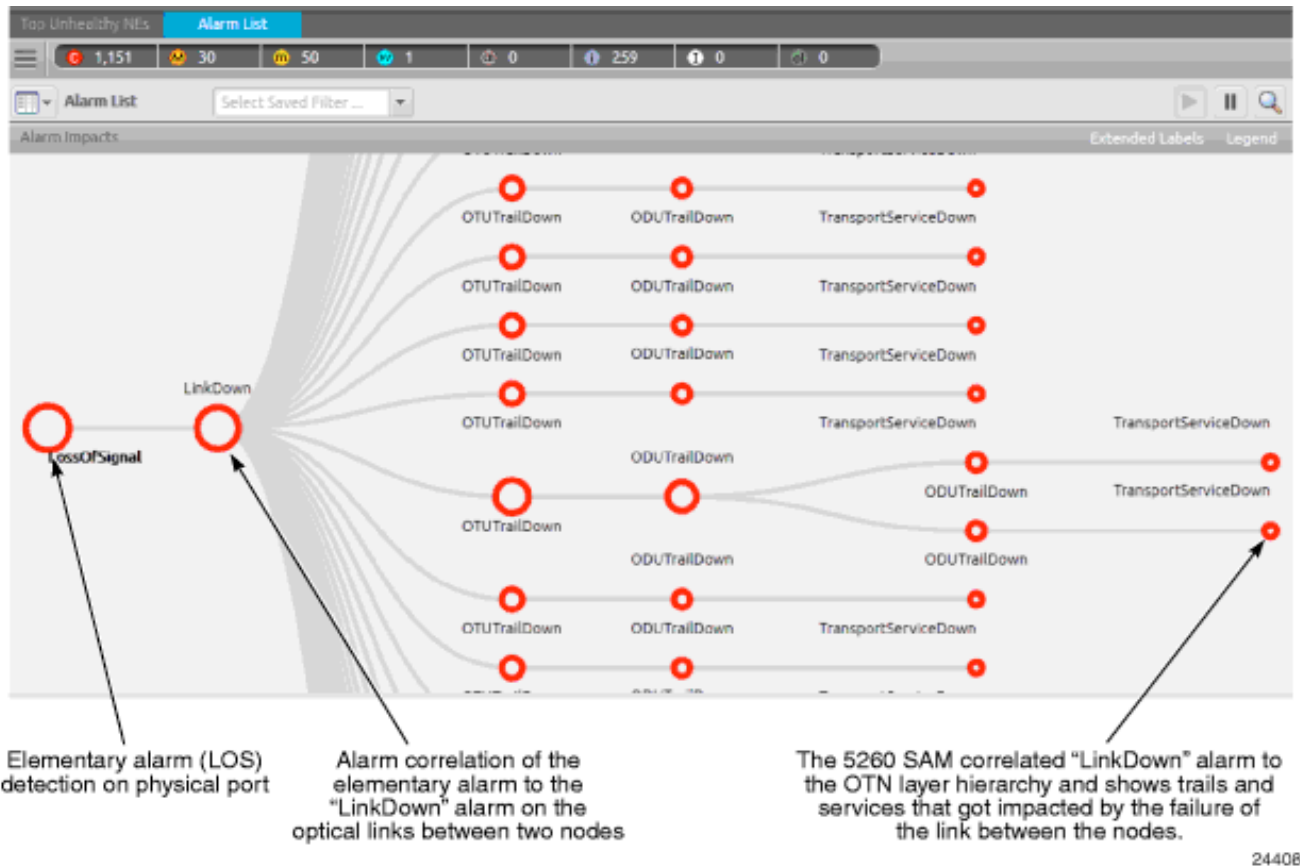 Top Unhealthy NEs Alarm List
1,151 30 m 50 1 0 259 0 0
Alarm List Select Saved Filter ...
Alarm Impacts Extended Labels Legend
OTUTrailDown ODUTrailDown TransportServiceDown
OTUTrailDown ODUTrailDown TransportServiceDown
OTUTrailDown ODUTrailDown TransportServiceDown
LinkDown
OTUTrailDown TransportServiceDown TransportServiceDown
LossOfSignal ODUTrailDown
ODUTrailDown TransportServiceDown
OTUTrailDown
ODUTrailDown ODUTrailDown
OTUTrailDown ODUTrailDown TransportServiceDown
Elementary alarm (LOS)
detection on physical port
Alarm correlation of the
elementary alarm to the
“LinkDown” alarm on the
optical links between two nodes
The 5260 SAM correlated “LinkDown” alarm to
the OTN layer hierarchy and shows trails and
services that got impacted by the failure of
the link between the nodes.
24408